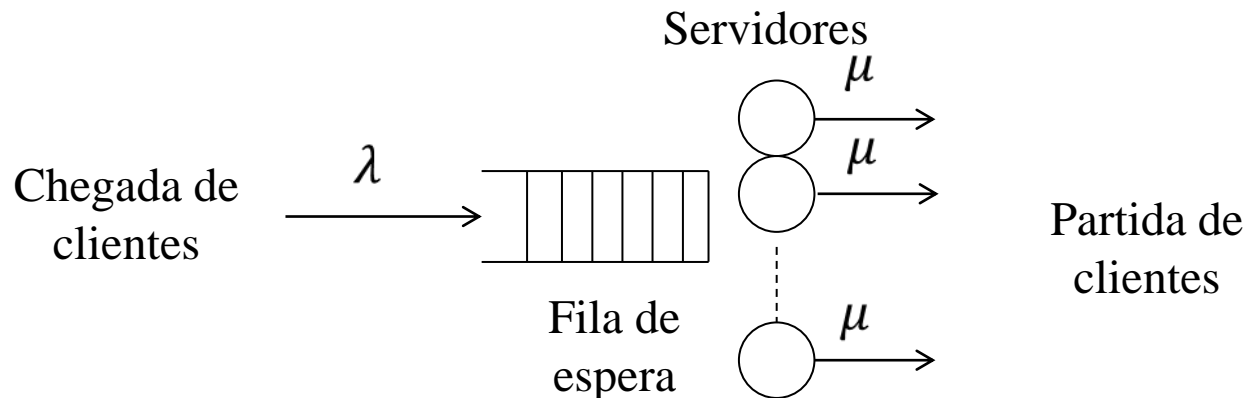 Servidores
μ
λ
μ
Chegada de
clientes
Partida de
clientes
Fila de
espera
μ